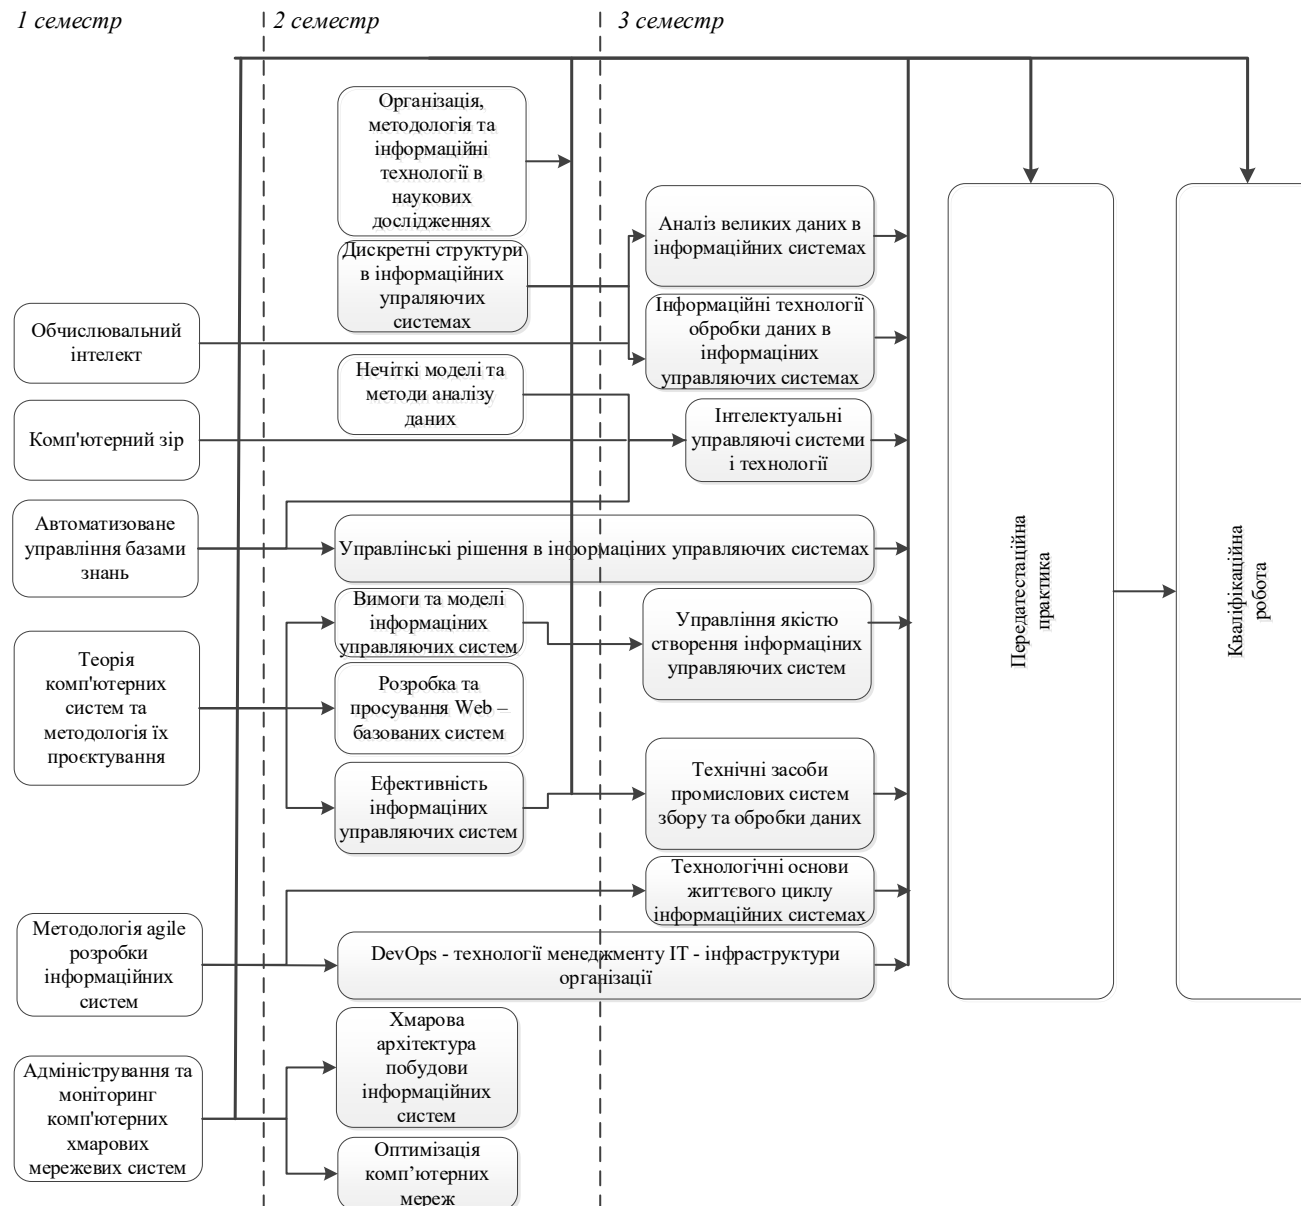 1 семестр
2 семестр
3 семестр
Організація,
методологія та
інформаційні
технології в
наукових
дослідженнях
Дискретні структури
в інформаційних
упраляючих
системах
Аналіз великих даних в
інформаційних системах
Обчислювальний
інтелект
Інформаційні технології
обробки даних в
інформаціних
управляючих системах
Нечіткі моделі та
методи аналізу
даних
Комп'ютерний зір
Інтелектуальні
управляючі системи
і технології
Автоматизоване
управління базами
знань
Управлінські рішення в інформаціних управляючих системах
Вимоги та моделі
інформаціних
управляючих систем
Управління якістю
створення інформаціних
управляючих систем
Теорія
комп'ютерних
систем та
методологія їх
проєктування
Розробка та
просування Web –
базованих систем
Ефективність
інформаціних
управляючих систем
Технічні засоби
промислових систем
збору та обробки даних
Технологічні основи
життєвого циклу
інформаційних системах
Методологія agile
розробки
інформаційних
систем
DevOps - технології менеджменту ІТ - інфраструктури
організації
Хмарова
архітектура
побудови
інформаційних
систем
Адміністрування та
моніторинг
комп'ютерних
хмарових
мережевих систем
Оптимізація
комп’ютерних
мереж
Передатестаційна
практика
Кваліфікаційна
робота